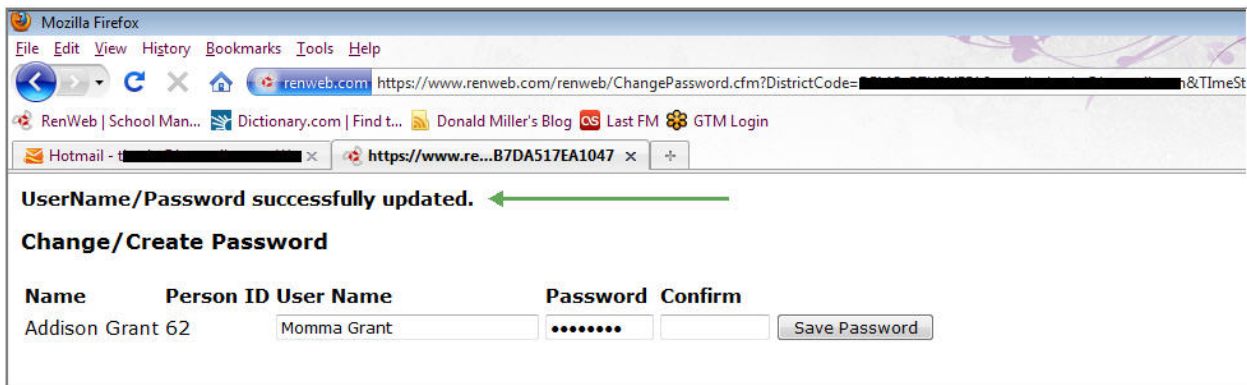 Mozilla Firefox
File Edit View History Bookmarks Tools Help
renweb.com https://www.renweb.com/renweb/ChangePassword.cfm?DistrictCode= n&TImeSt
RenWeb | School Man... Dictionary.com | Find t... Donald Miller's Blog Last FM GTM Login
Hotmail - t https://www.re...B7DA517EA1047
UserName/Password successfully updated.
Change/Create Password
Name Person ID User Name Password Confirm
Addison Grant 62 Momma Grant •••••••• Save Password